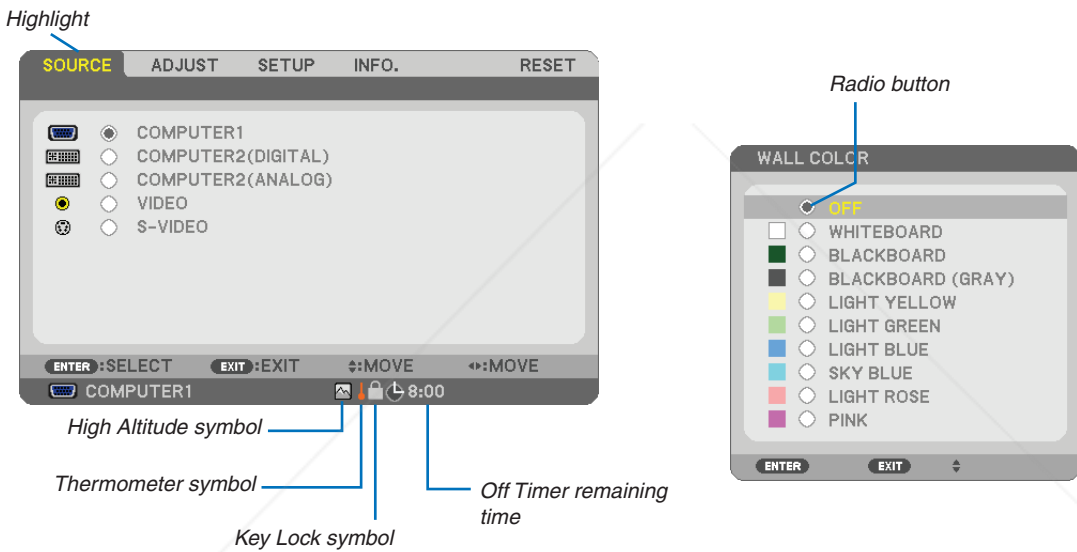 Highlight
SOURCE ADJUST SETUP INFO. RESET
COMPUTER1
COMPUTER2(DIGITAL)
COMPUTER2(ANALOG)
VIDEO
S-VIDEO
ENTER :SELECT EXIT :EXIT :MOVE :MOVE
COMPUTER1 8:00
High Altitude symbol
Thermometer symbol
Key Lock symbol
Off Timer remaining
time
Radio button
WALL COLOR
OFF
WHITEBOARD
BLACKBOARD
BLACKBOARD (GRAY)
LIGHT YELLOW
LIGHT GREEN
LIGHT BLUE
SKY BLUE
LIGHT ROSE
PINK
ENTER EXIT